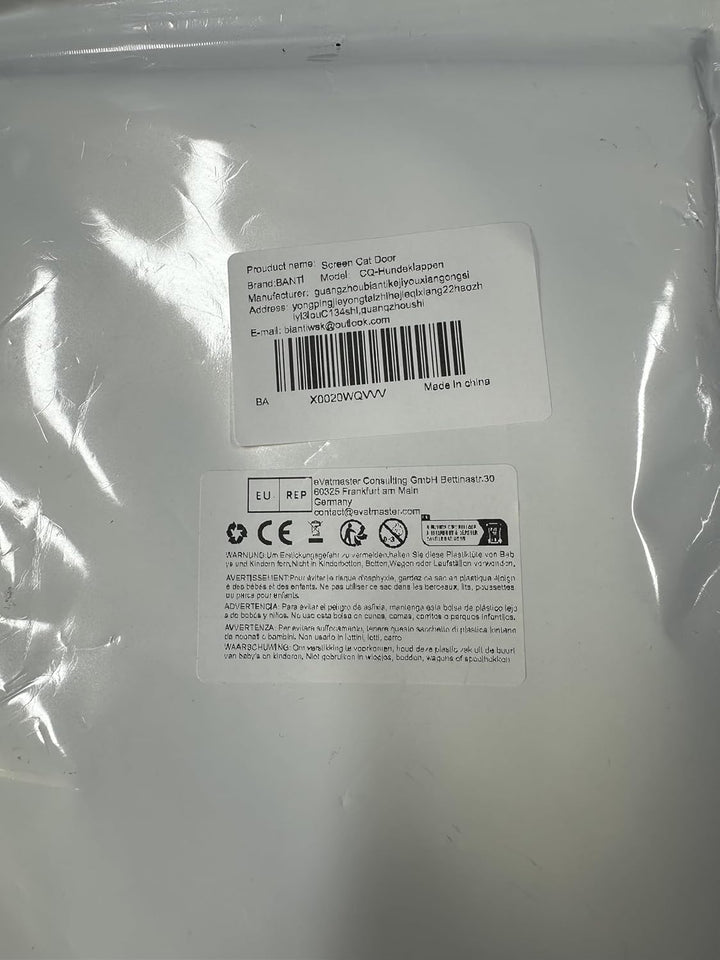 Prouduct name: Screen Cat Door
Brand:BANTI Model: CQ-Hundeklappen
Manufacturer: guangzhoubiantikejiyouxiangongsi
Address: yongpingjieyongtaizhihejieqixiang22haozh
ivl3louC134shi,guangzhoushi
E-mail: biantiwsk@outlook.com
BA X0020WQVVV Made in china
EU REP
eVatmaster Consulting GmbH Bettinastr.30
60325 Frankfurt am Main
Germany
contact@evatmaster.com
CE
0-3
FR
WARNUNG:Um Erstickungsgefahr zu vermeiden,halten Sie diese Plastiktüte von Bab
ys und Kindern fern,Nicht in Kinderbetten, Betten,Wagen oder Laufställen verwenden,
AVERTISSEMENT:Pour éviter le risque d'asphyxie, gardez ce sac en plastique éloign
é des bébés et des enfants. Ne pas utiliser ce sac dans les berceaux, lits, poussettes
ou parcs pour enfants.
ADVERTENCIA: Para evitar el peligro de asfixia, mantenga esta bolsa de plástico lejo
s de bebés y niños. No use esta bolsa en cunas, camas, carritos o parques infantiles.
AVVERTENZA: Per evitare soffocamento, tenere questo sacchetto di plastica lontano
da neonati o bambini. Non usarlo in lettini, letti, carro
WAARSCHUWING: Om verstikking te voorkomen, houd deze plastic zak uit de buurt
van baby's en kinderen. Niet gebruiken in wiegjes, bedden, wagens of speelhokken